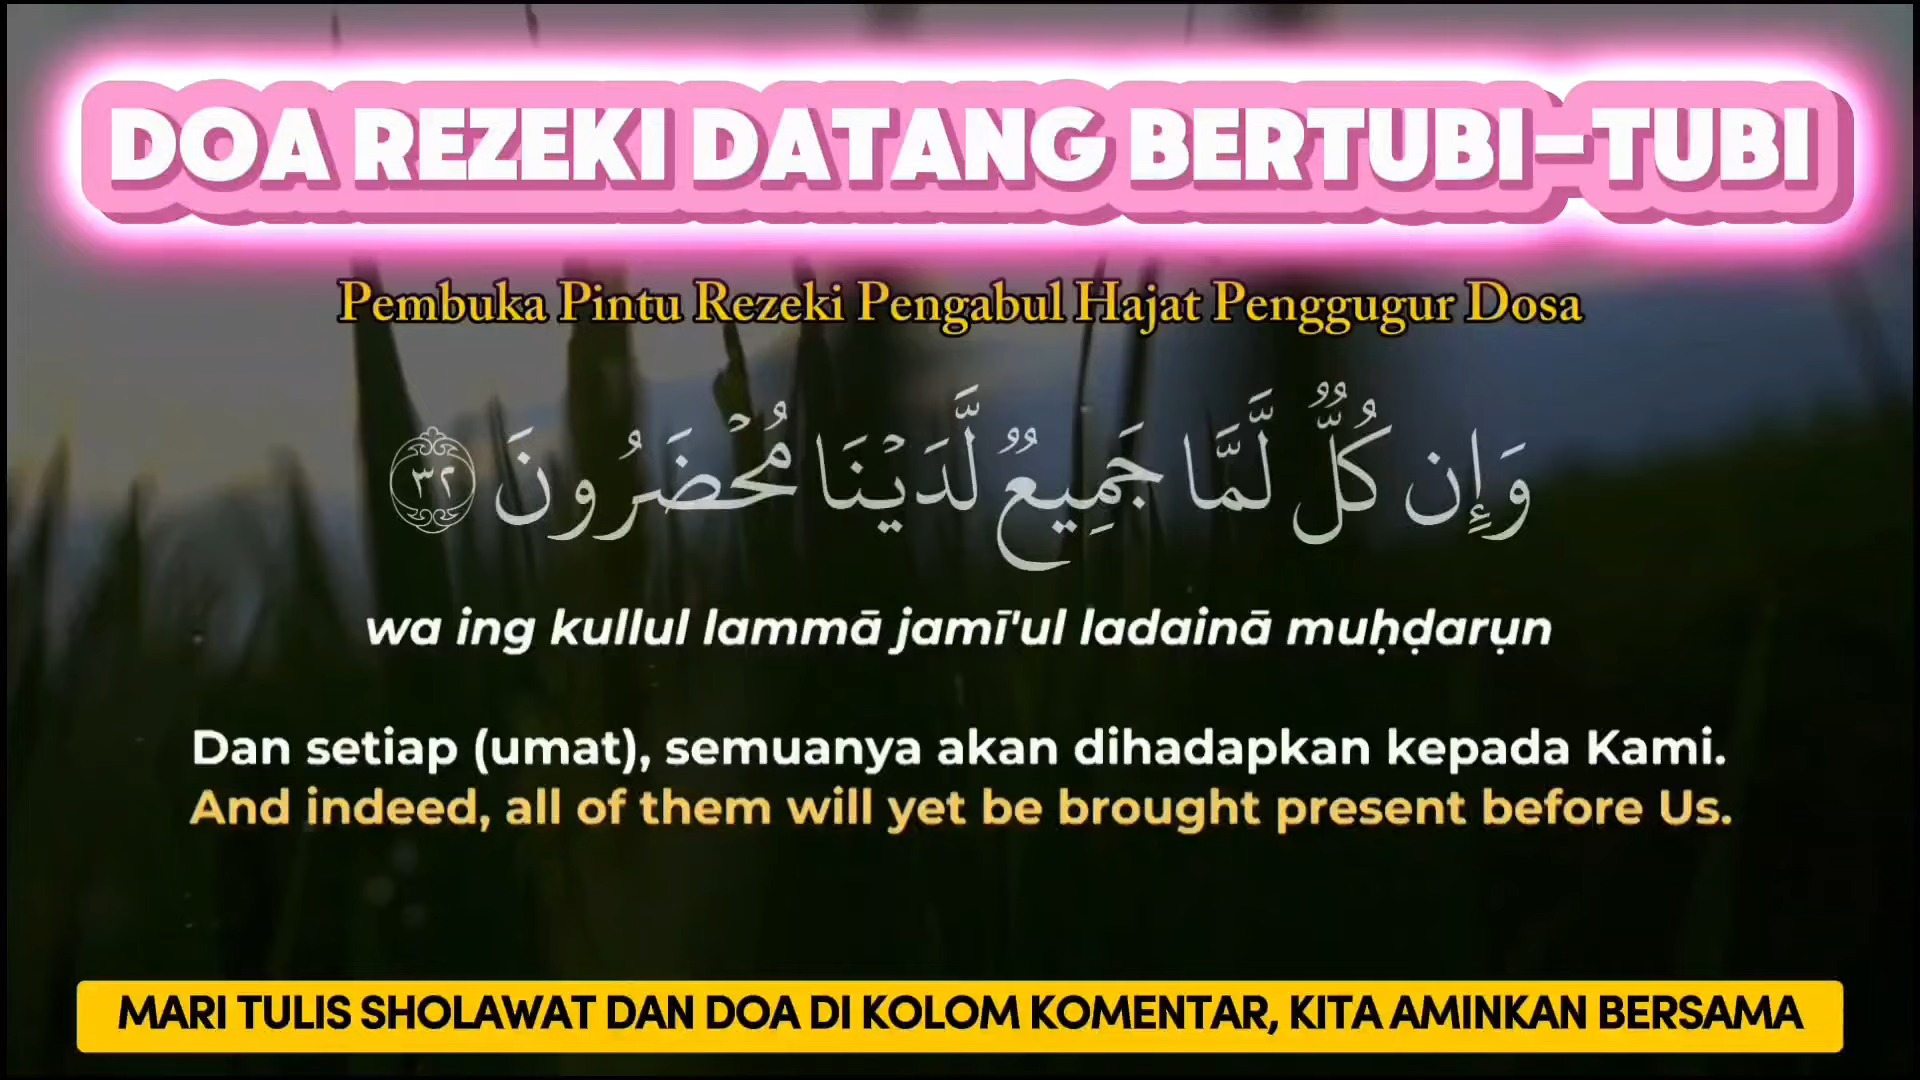 DOA REZEKI DATANG BERTUBI-TUBI
Pembuka Pintu Rezeki Pengabul Hajat Penggugur Dosa
وَإِن كُلٌّ لَّمَّا جَمِيعٌ لَّدَيْنَا مُحْضَرُونَ ٣٢
wa ing kullul lammā jamī'ul ladainā muḥḍarụn
Dan setiap (umat), semuanya akan dihadapkan kepada Kami.
And indeed, all of them will yet be brought present before Us.
MARI TULIS SHOLAWAT DAN DOA DI KOLOM KOMENTAR, KITA AMINKAN BERSAMA